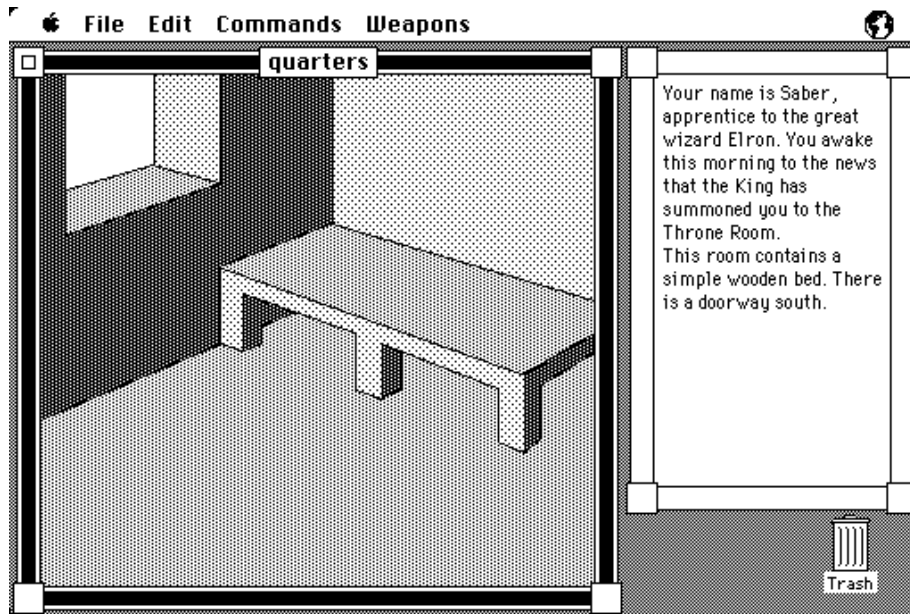 File Edit Commands Weapons
quarters
Your name is Saber,
apprentice to the great
wizard Elron. You awake
this morning to the news
that the King has
summoned you to the
Throne Room.
This room contains a
simple wooden bed. There
is a doorway south.
Trash